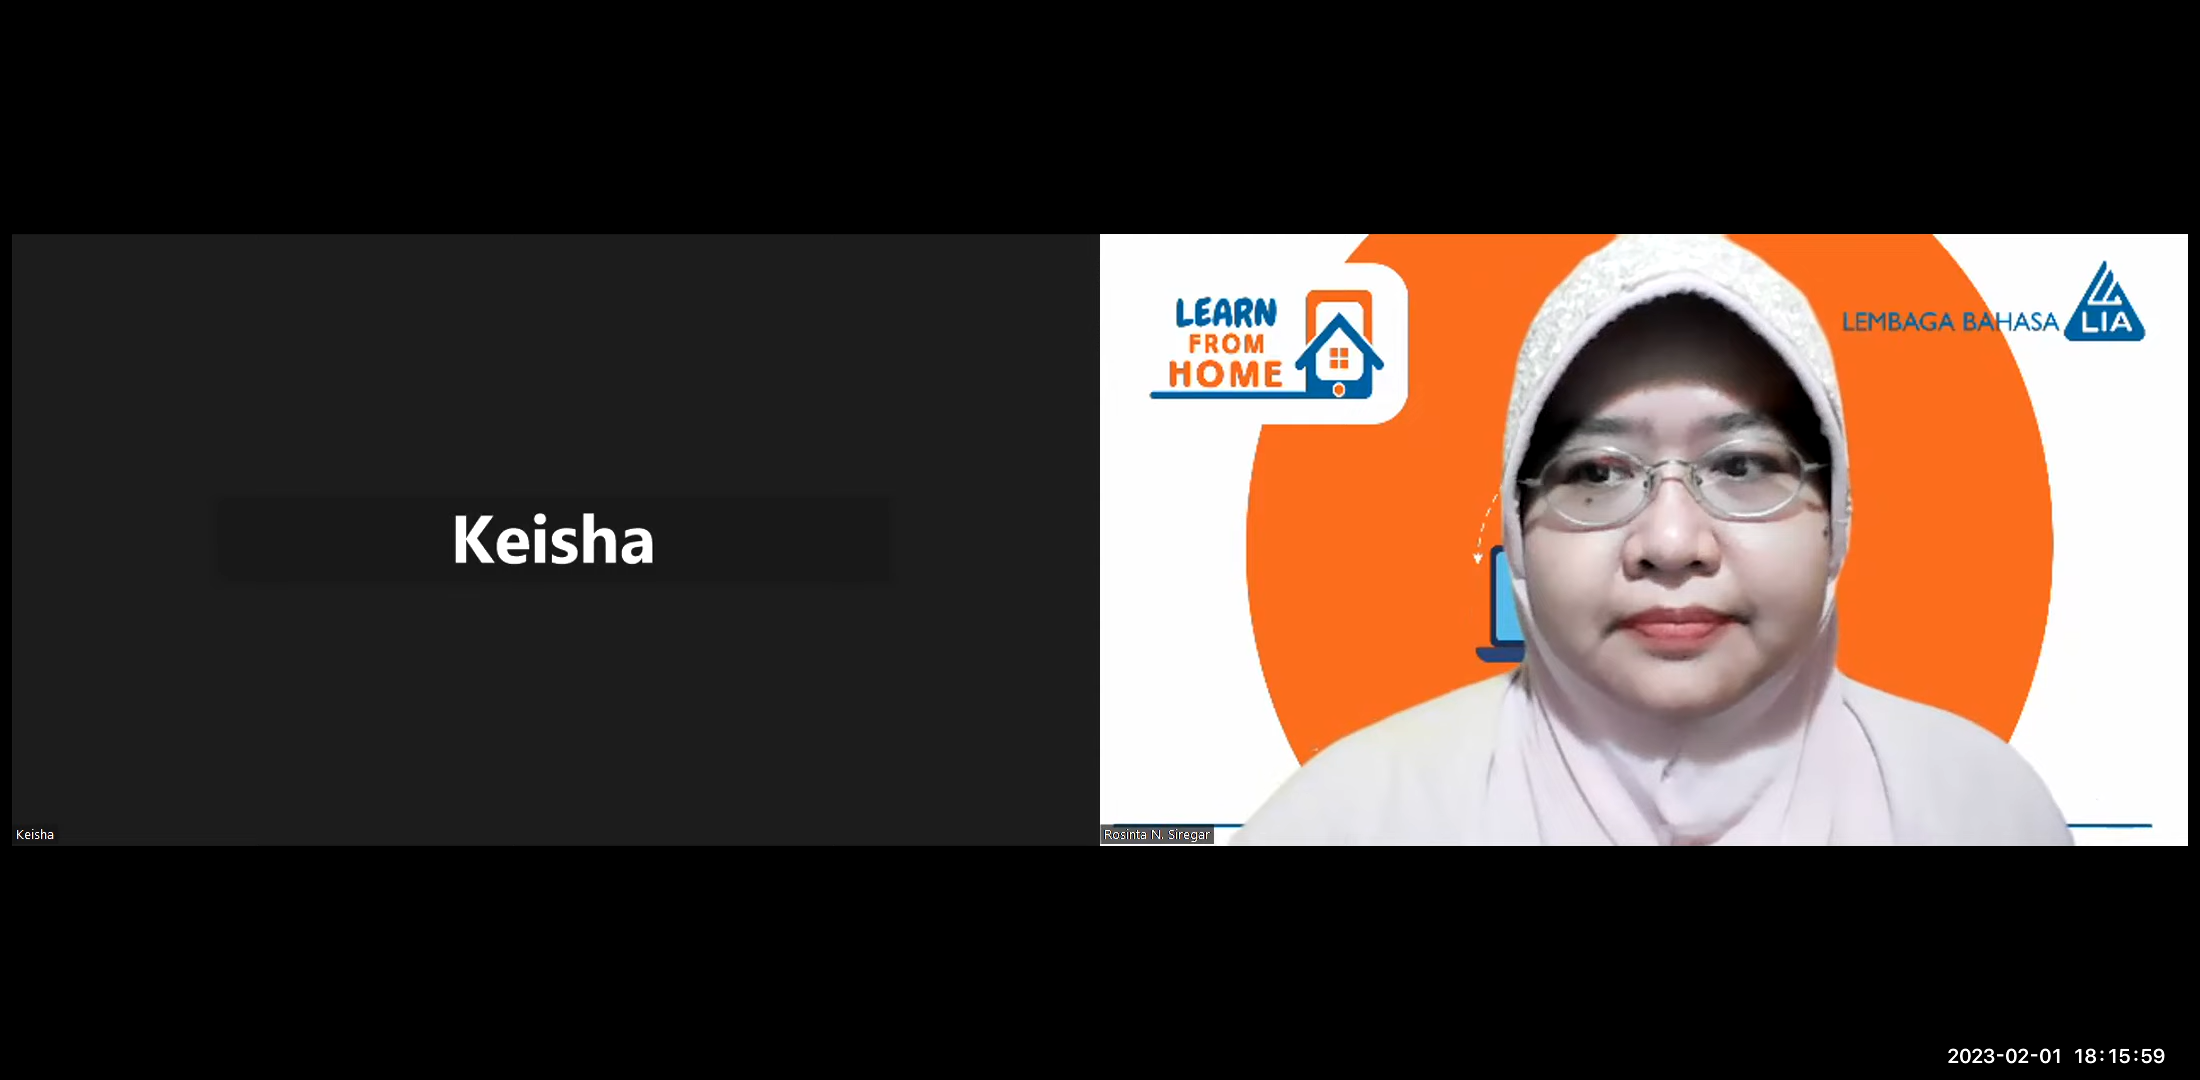 Keisha
Keisha
LEARN
FROM
HOME
LEMBAGA BAHASA LIA
Rosinta N. Siregar
2023-02-01 18:15:59